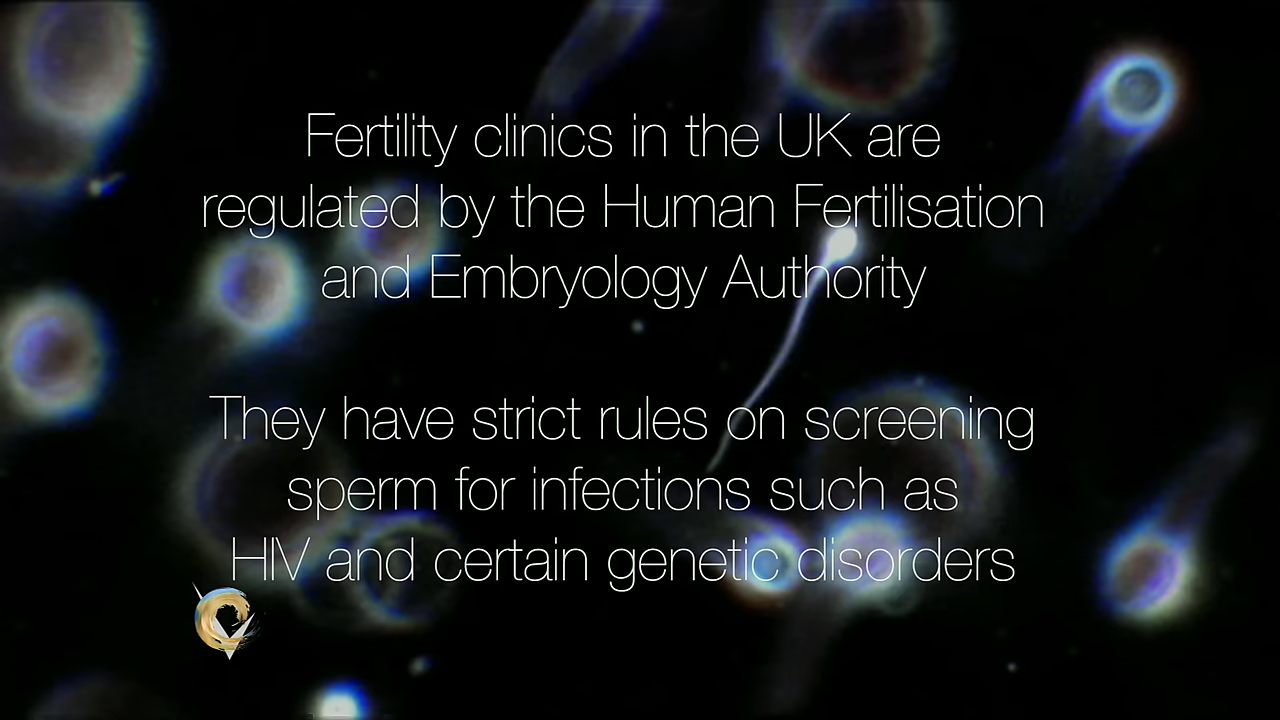 Fertility clinics in the UK are
regulated by the Human Fertilisation
and Embryology Authority
They have strict rules on screening
sperm for infections such as
HIV and certain genetic disorders